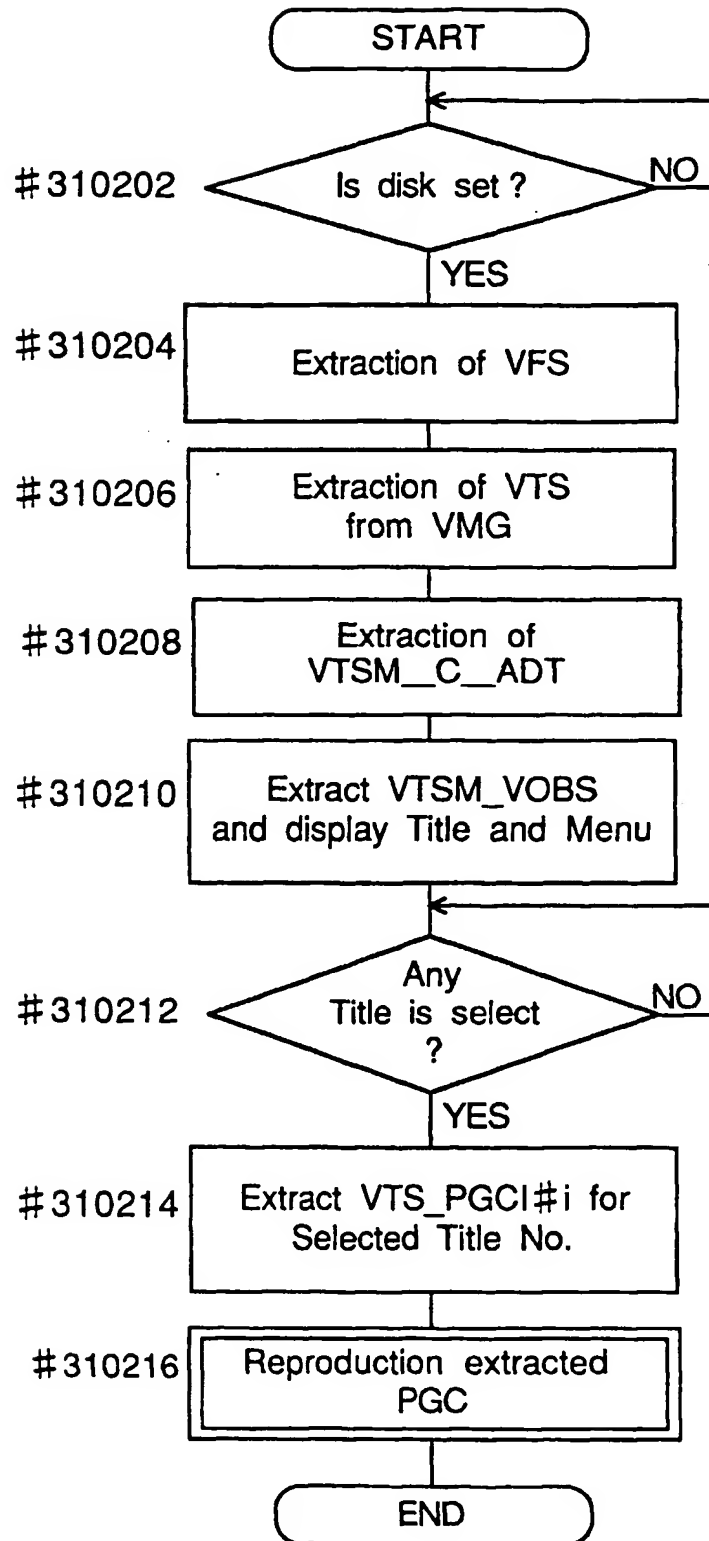 START
#310202
Is disk set ?
NO
YES
#310204
Extraction of VFS
#310206
Extraction of VTS
from VMG
#310208
Extraction of
VTSM__C__ADT
#310210
Extract VTSM_VOBS
and display Title and Menu
#310212
Any
Title is select
?
NO
YES
#310214
Extract VTS_PGCI#i for
Selected Title No.
#310216
Reproduction extracted
PGC
END